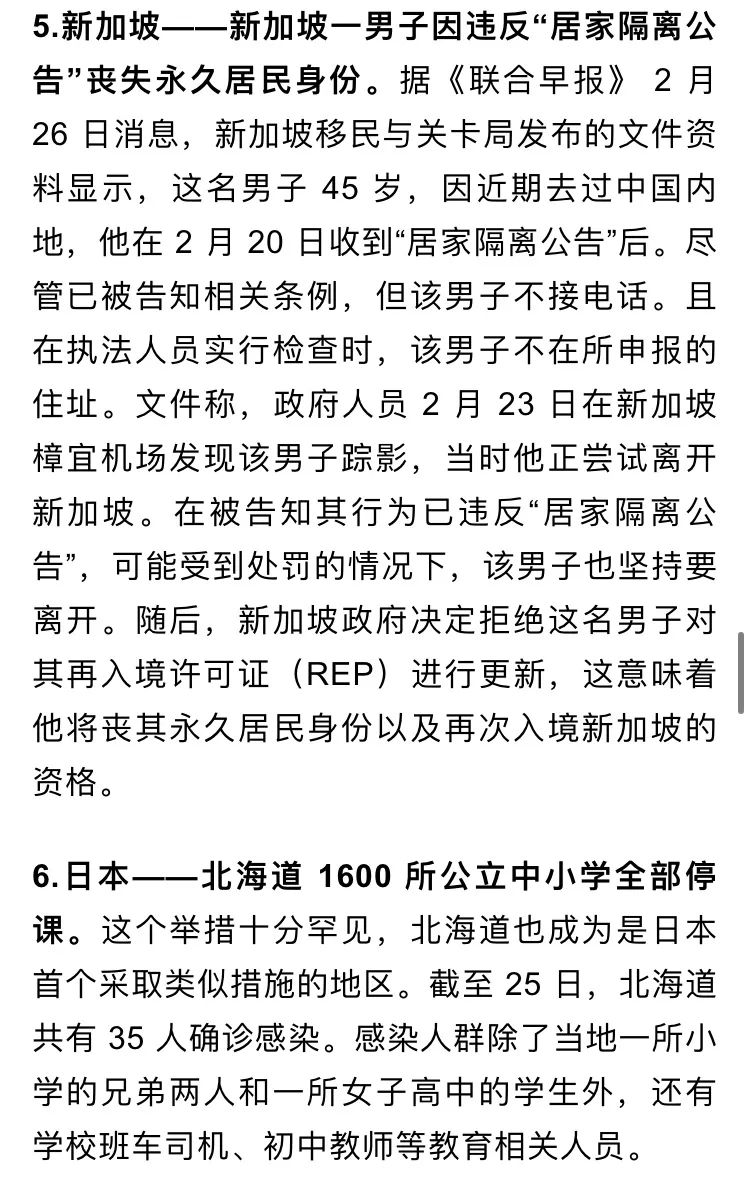 5.新加坡——新加坡一男子因违反“居家隔离公
告”丧失永久居民身份。据《联合早报》 2 月
26 日消息，新加坡移民与关卡局发布的文件资
料显示，这名男子 45 岁，因近期去过中国内
地，他在 2 月 20 日收到“居家隔离公告”后。尽
管已被告知相关条例，但该男子不接电话。且
在执法人员实行检查时，该男子不在所申报的
住址。文件称，政府人员 2 月 23 日在新加坡
樟宜机场发现该男子踪影，当时他正尝试离开
新加坡。在被告知其行为已违反“居家隔离公
告”，可能受到处罚的情况下，该男子也坚持要
离开。随后，新加坡政府决定拒绝这名男子对
其再入境许可证（REP）进行更新，这意味着
他将丧其永久居民身份以及再次入境新加坡的
资格。
6.日本——北海道 1600 所公立中小学全部停
课。这个举措十分罕见，北海道也成为是日本
首个采取类似措施的地区。截至 25 日，北海道
共有 35 人确诊感染。感染人群除了当地一所小
学的兄弟两人和一所女子高中的学生外，还有
学校班车司机、初中教师等教育相关人员。